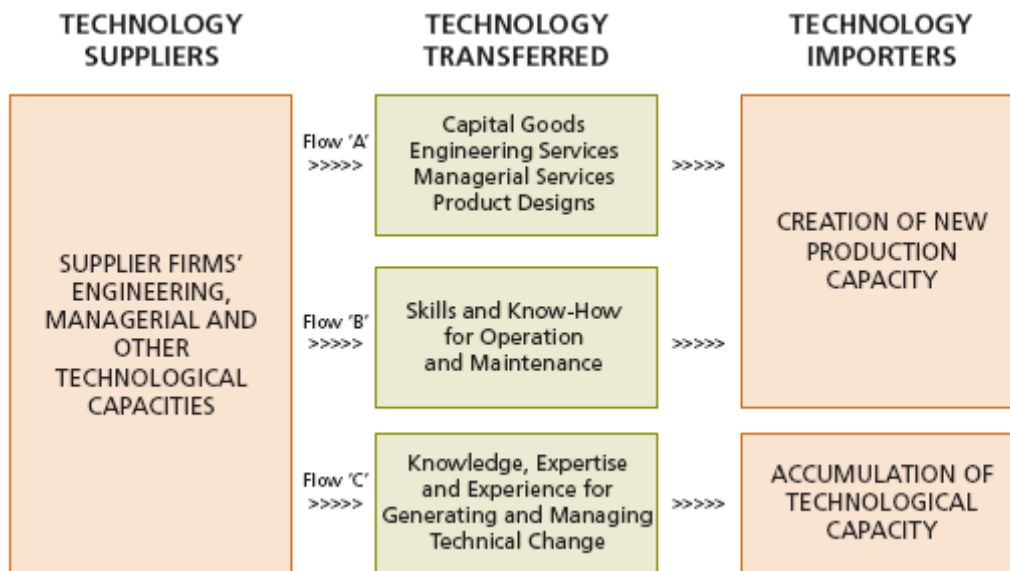 TECHNOLOGY
SUPPLIERS
TECHNOLOGY
TRANSFERRED
TECHNOLOGY
IMPORTERS
SUPPLIER FIRMS'
ENGINEERING,
MANAGERIAL AND
OTHER
TECHNOLOGICAL
CAPACITIES
Flow 'A'
>>>>>
Capital Goods
Engineering Services
Managerial Services
Product Designs
>>>>>
Flow 'B'
>>>>>
Skills and Know-How
for Operation
and Maintenance
>>>>>
CREATION OF NEW
PRODUCTION
CAPACITY
Flow 'C'
>>>>>
Knowledge, Expertise
and Experience for
Generating and Managing
Technical Change
>>>>>
ACCUMULATION OF
TECHNOLOGICAL
CAPACITY